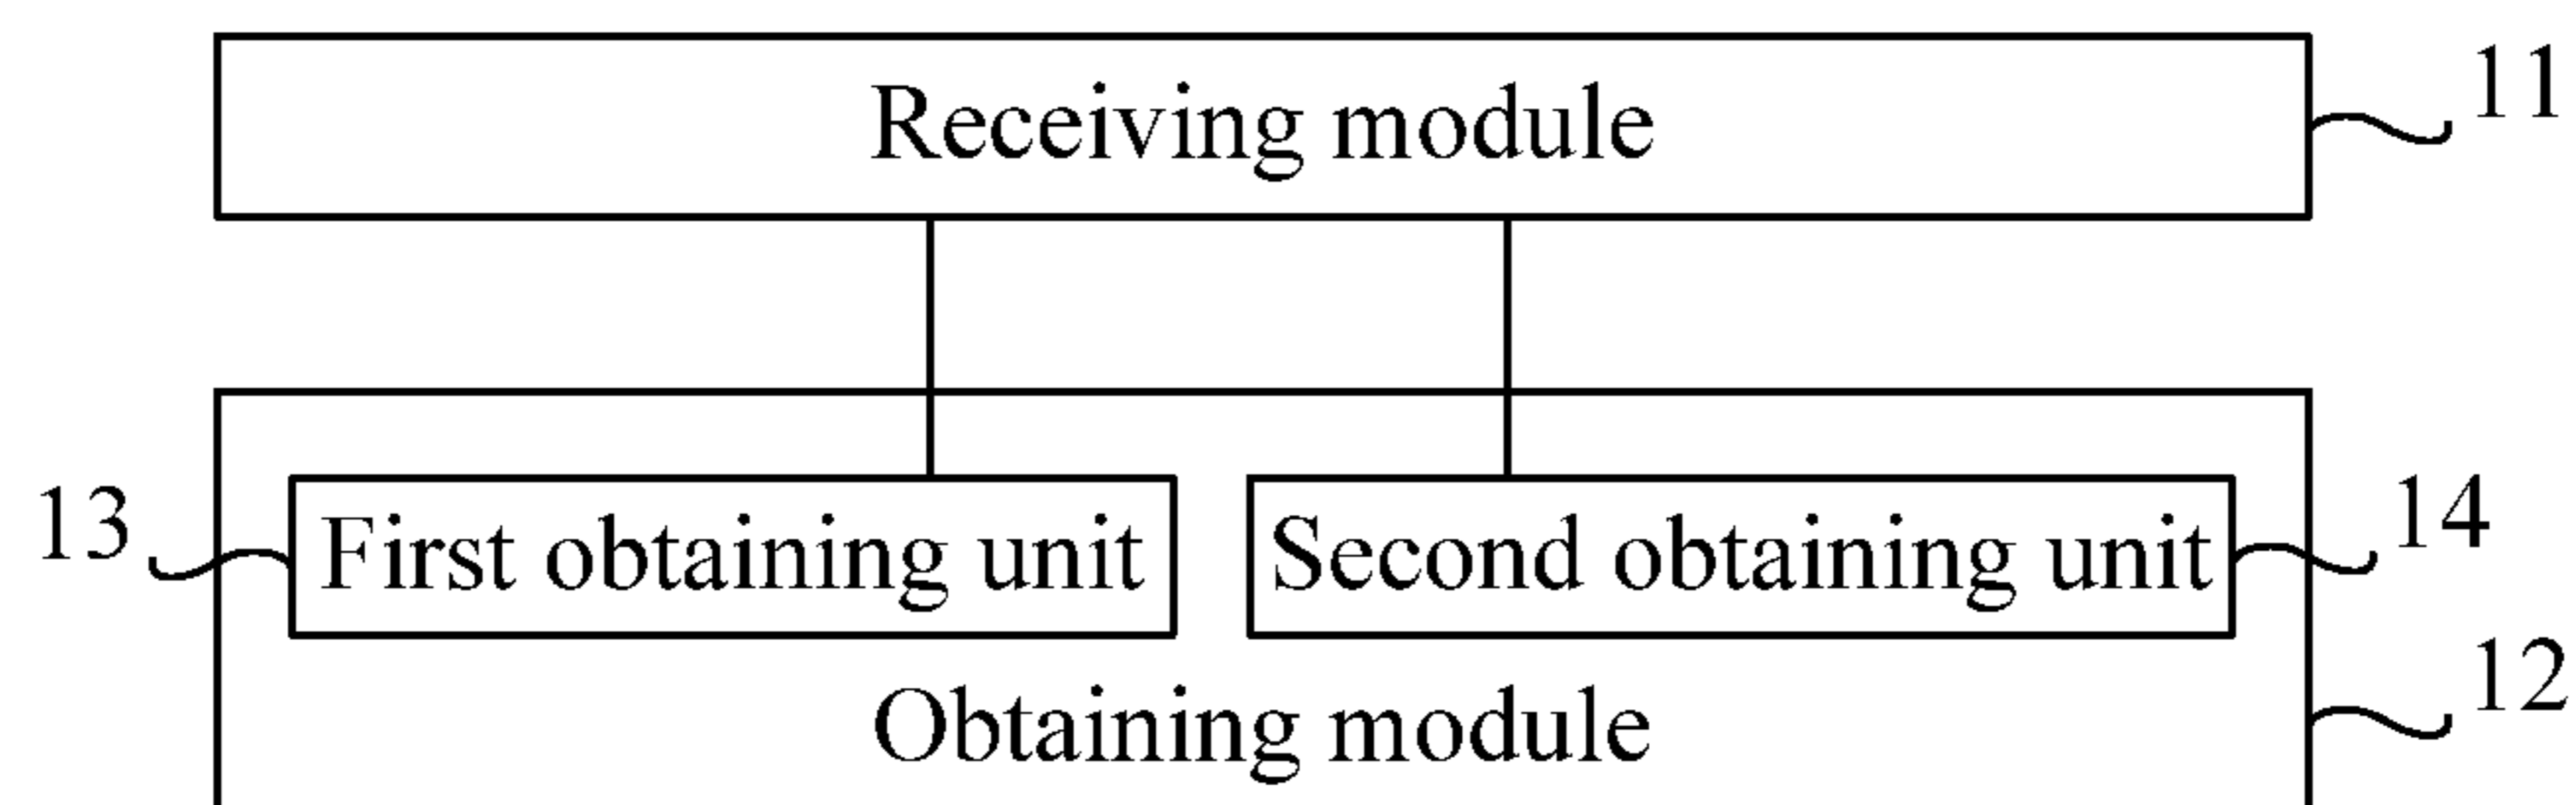 Receiving module 11
13 First obtaining unit Second obtaining unit 14
Obtaining module 12